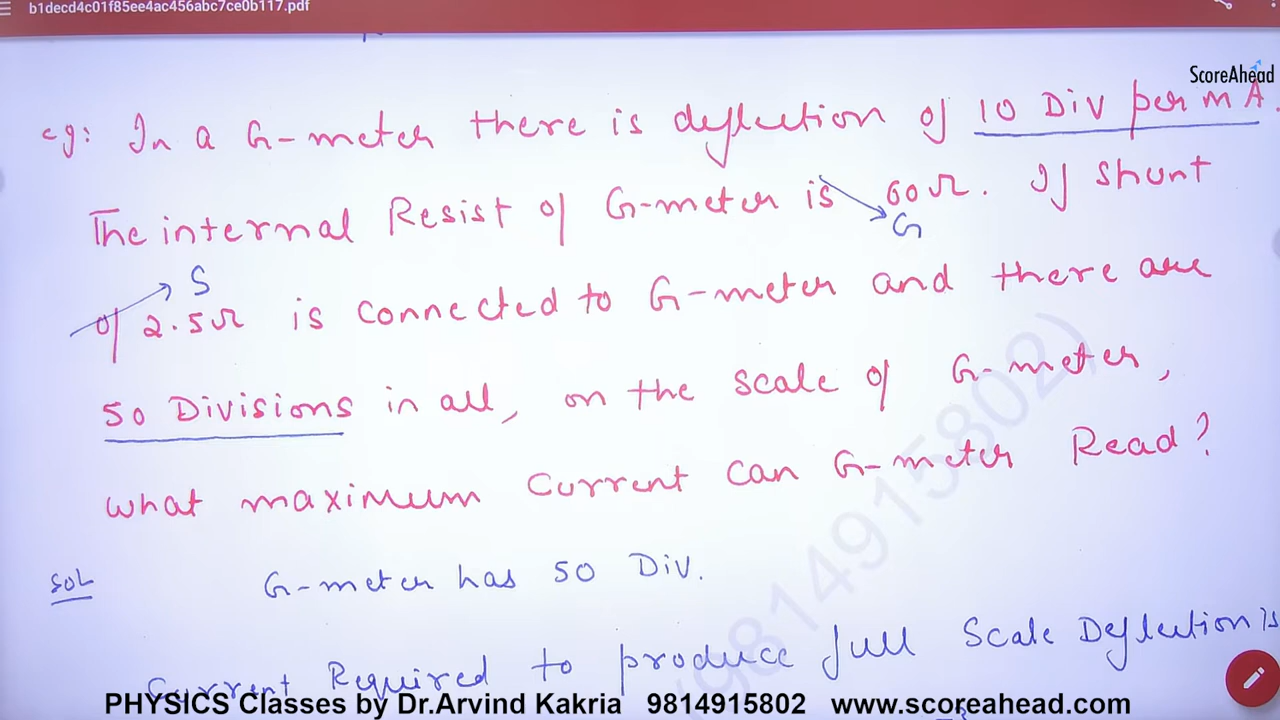 b1decd4c01f85ee4ac456abc7ce0b117.pdf
ScoreAhead
eg: In a G-meter there is deflection of 10 Div per mA.
The internal Resist of G-meter is 60Ω. If shunt
G
S
of 2.5Ω is connected to G-meter and there are
50 Divisions in all, on the scale of G-meter,
what maximum current can G-meter Read?
Sol G-meter has 50 Div.
Current Required to produce full Scale Deflection is
(9814915802)
PHYSICS Classes by Dr.Arvind Kakria 9814915802 www.scoreahead.com